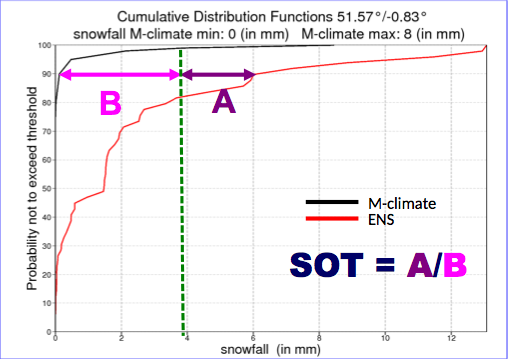 Cumulative Distribution Functions 51.57°/-0.83°
snowfall M-climate min: 0 (in mm) M-climate max: 8 (in mm)
Probability not to exceed threshold
100
90
80
70
60
50
40
30
20
10
0
B
A
M-climate
ENS
SOT = A/B
0 2 4 6 8 10 12
snowfall (in mm)